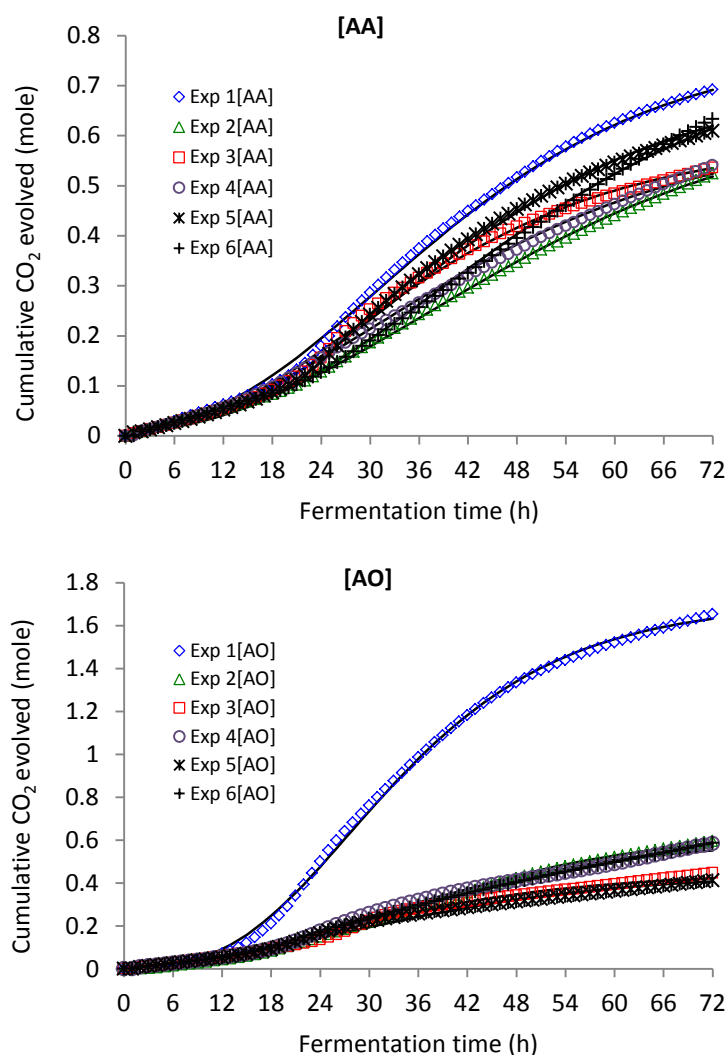 [AA]
Cumulative CO₂ evolved (mole)
0.8
0.7
0.6
0.5
0.4
0.3
0.2
0.1
0
Exp 1[AA]
Exp 2[AA]
Exp 3[AA]
Exp 4[AA]
Exp 5[AA]
Exp 6[AA]
0 6 12 18 24 30 36 42 48 54 60 66 72
Fermentation time (h)
[AO]
Cumulative CO₂ evolved (mole)
1.8
1.6
1.4
1.2
1
0.8
0.6
0.4
0.2
0
Exp 1[AO]
Exp 2[AO]
Exp 3[AO]
Exp 4[AO]
Exp 5[AO]
Exp 6[AO]
0 6 12 18 24 30 36 42 48 54 60 66 72
Fermentation time (h)